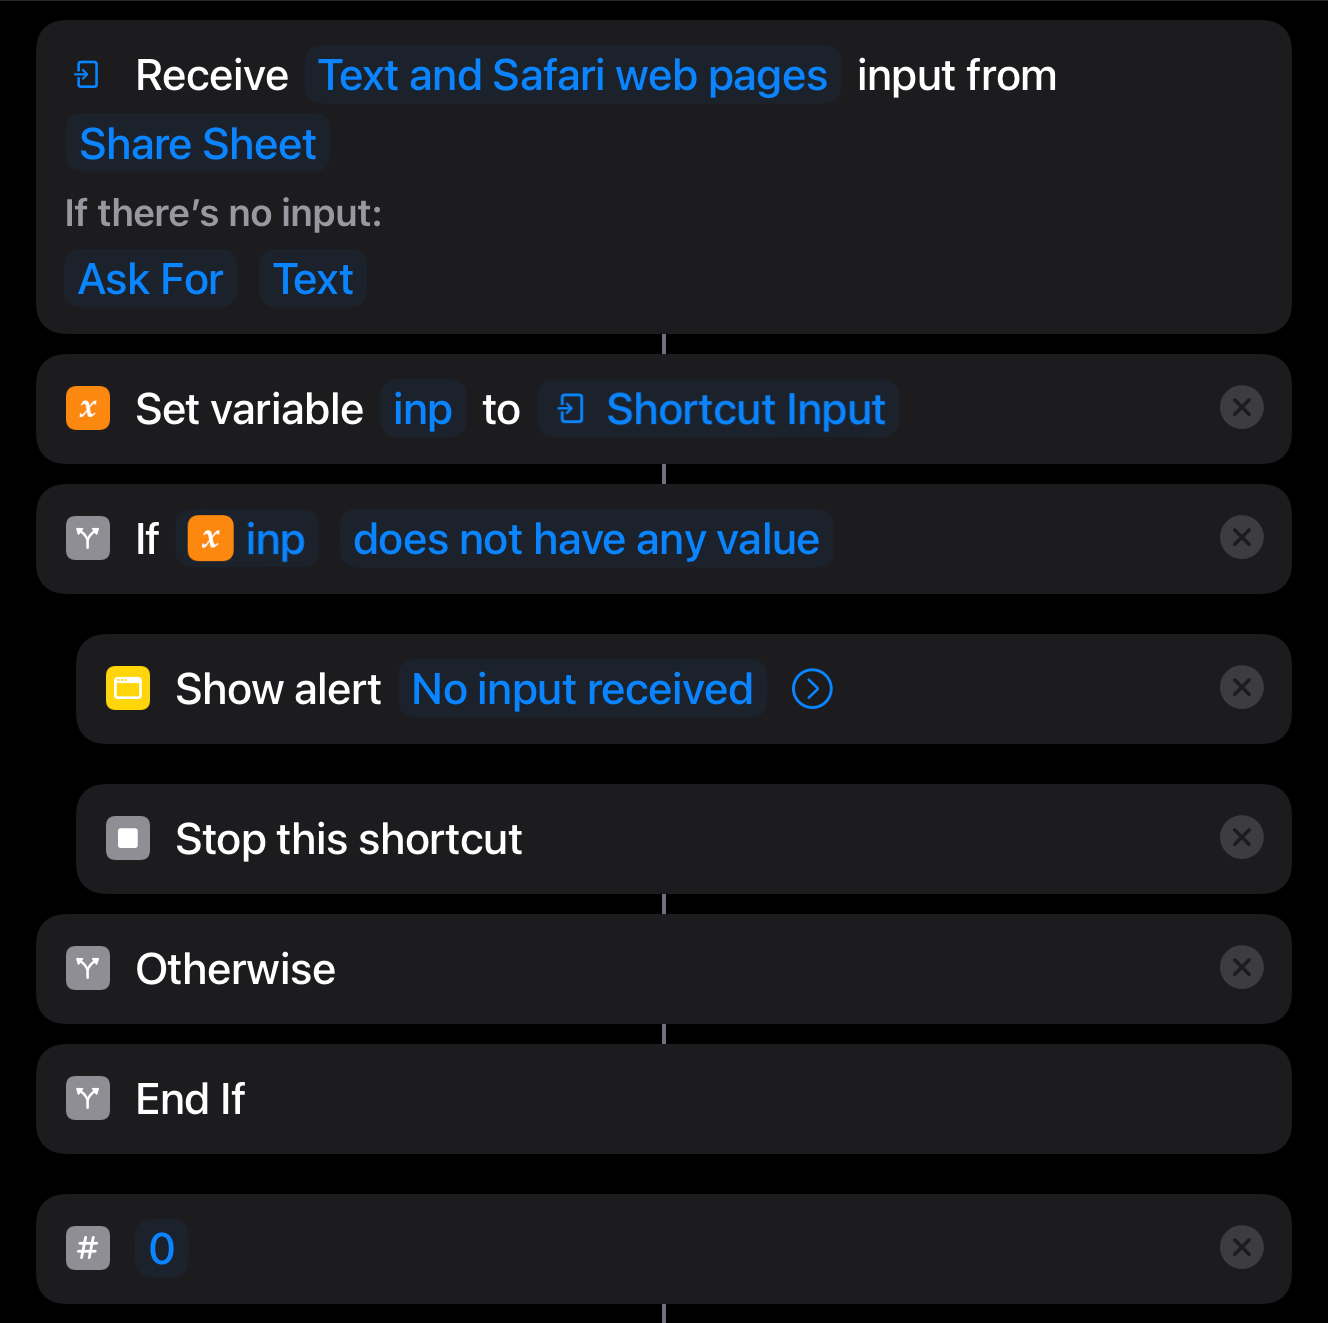 Receive Text and Safari web pages input from
Share Sheet
If there’s no input:
Ask For Text
x Set variable inp to Shortcut Input
If x inp does not have any value
Show alert No input received
Stop this shortcut
Otherwise
End If
# 0